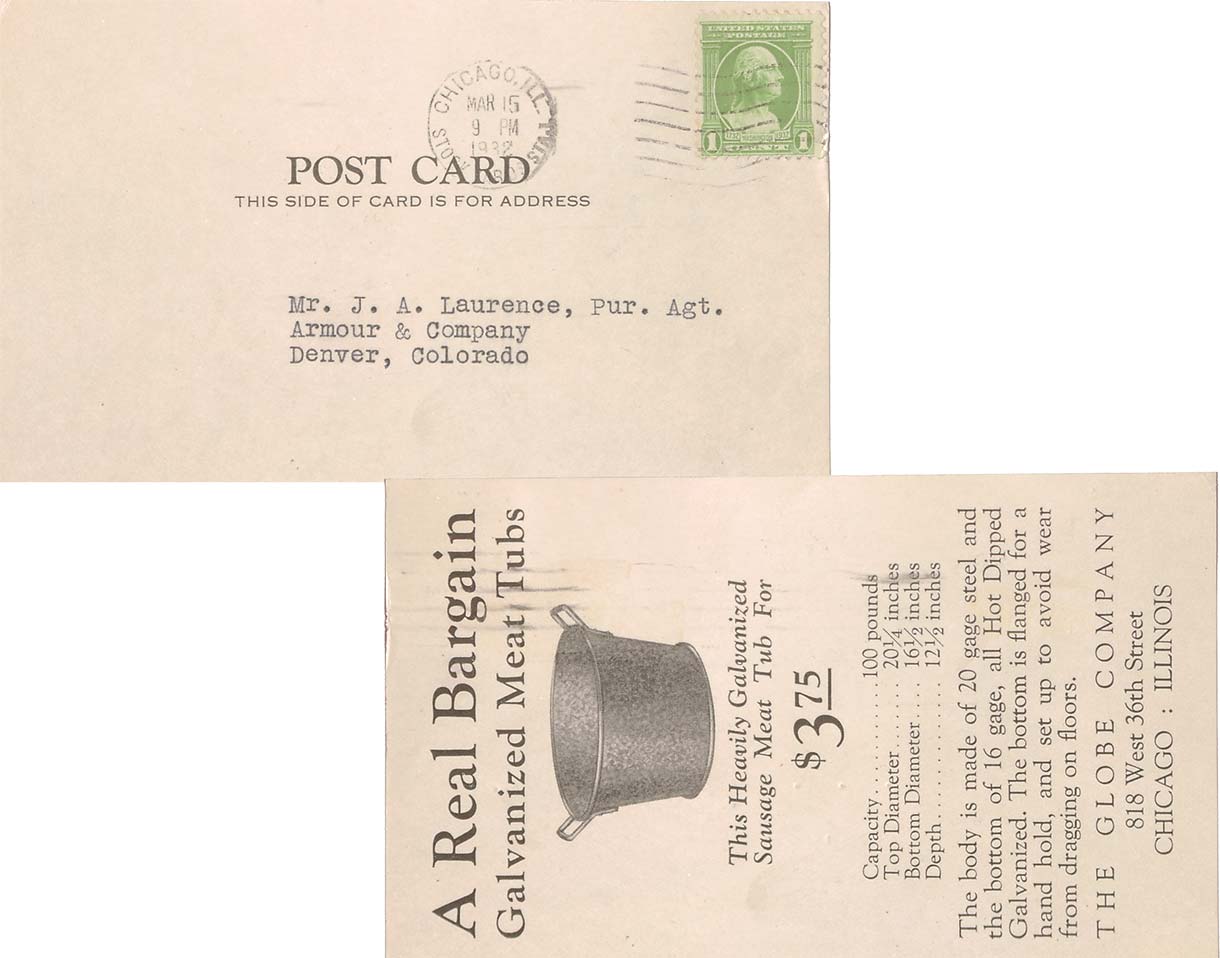 UNITED STATES
POSTAGE
1732 WASHINGTON 1932
1 CENT 1
CHICAGO, ILL.
MAR 15
9 PM
1932
POST CARD
THIS SIDE OF CARD IS FOR ADDRESS
Mr. J. A. Laurence, Pur. Agt.
Armour & Company
Denver, Colorado
A Real Bargain
Galvanized Meat Tubs
This Heavily Galvanized
Sausage Meat Tub For
$3.75
Capacity..........100 pounds
Top Diameter.......20¼ inches
Bottom Diameter....16½ inches
Depth..............12½ inches
The body is made of 20 gage steel and
the bottom of 16 gage, all Hot Dipped
Galvanized. The bottom is flanged for a
hand hold, and set up to avoid wear
from dragging on floors.
THE GLOBE COMPANY
818 West 36th Street
CHICAGO : ILLINOIS